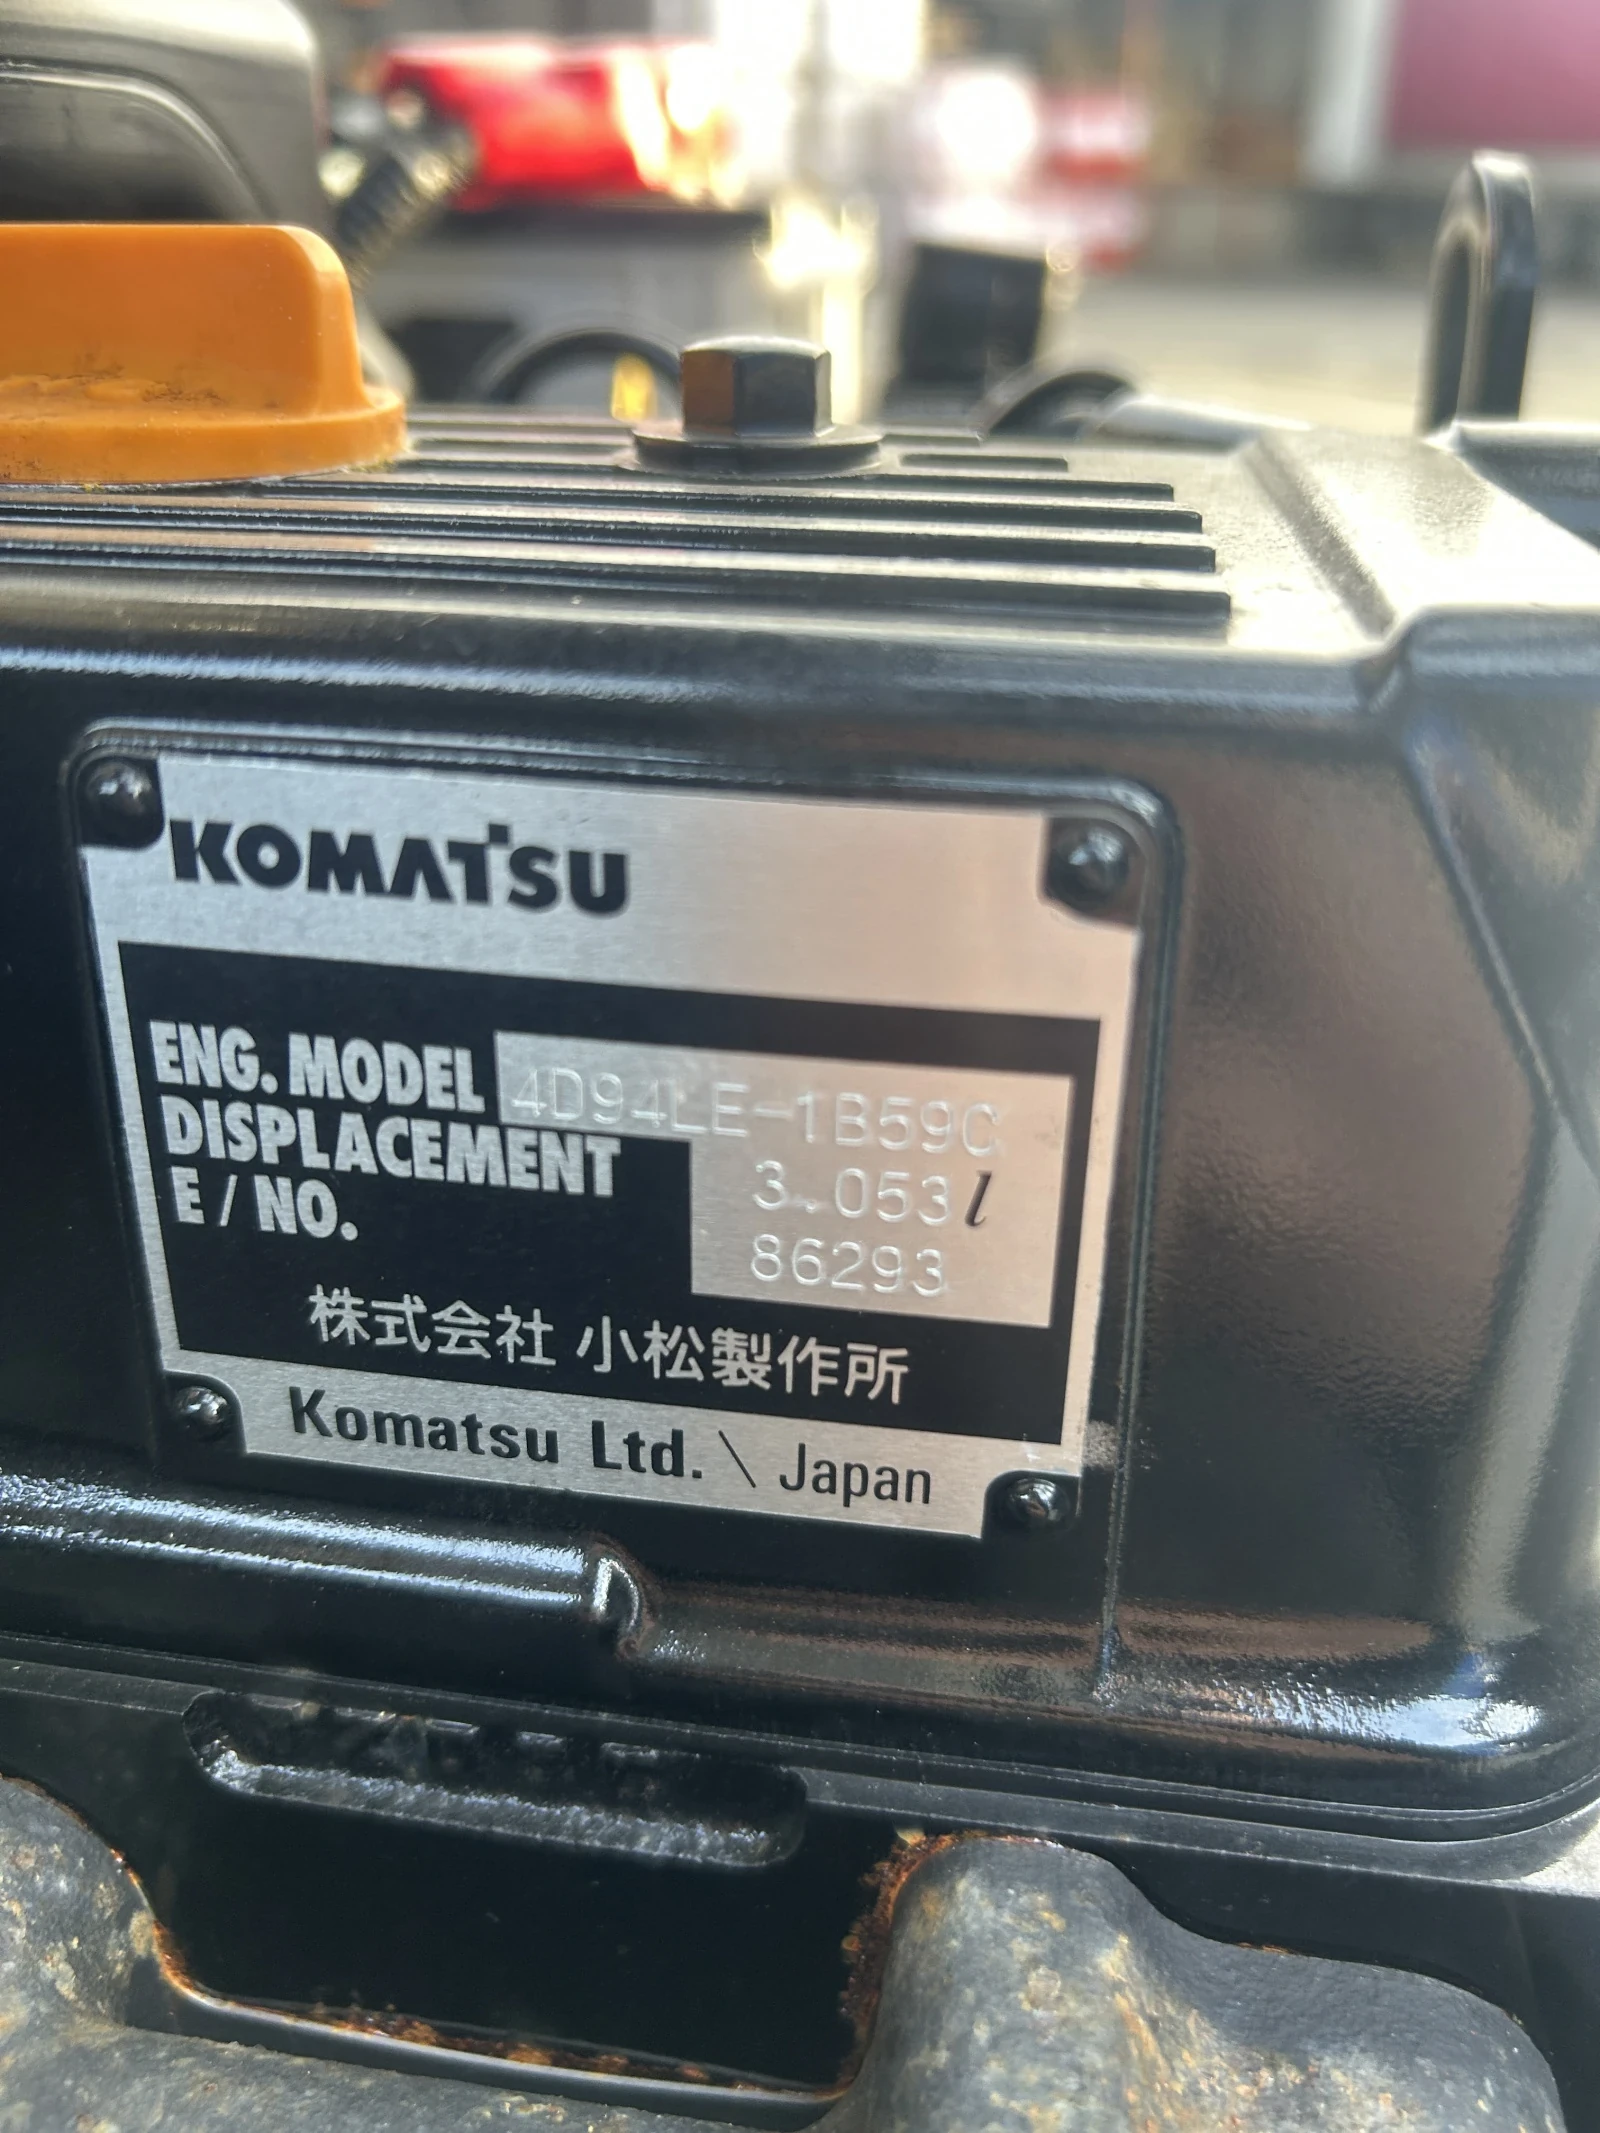 KOMATSU
ENG. MODEL 4D94LE-1B59C
DISPLACEMENT 3.053 l
E / NO. 86293
株式会社 小松製作所
Komatsu Ltd. \ Japan